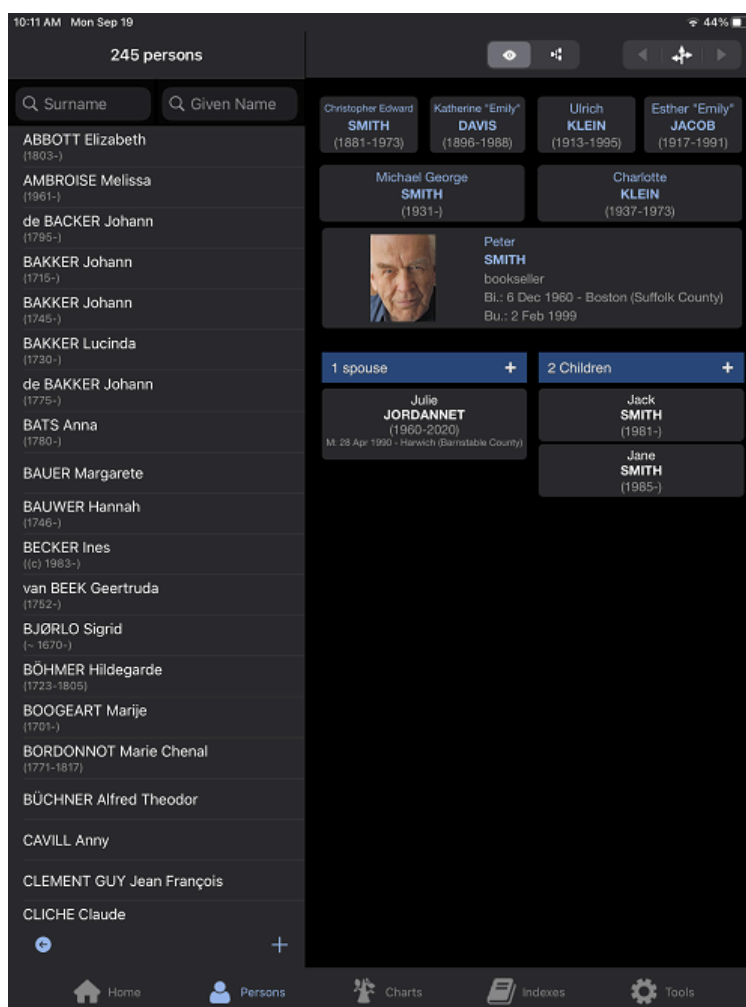 10:11 AM Mon Sep 19
44%
245 persons
Surname
Given Name
ABBOTT Elizabeth
(1803-)
AMBROISE Melissa
(1961-)
de BACKER Johann
(1795-)
BAKKER Johann
(1715-)
BAKKER Johann
(1745-)
BAKKER Lucinda
(1730-)
de BAKKER Johann
(1775-)
BATS Anna
(1780-)
BAUER Margarete
BAUWER Hannah
(1746-)
BECKER Ines
((c) 1983-)
van BEEK Geertruda
(1752-)
BJØRLO Sigrid
(~ 1670-)
BÖHMER Hildegarde
(1723-1805)
BOOGEART Marije
(1701-)
BORDONNOT Marie Chenal
(1771-1817)
BÜCHNER Alfred Theodor
CAVILL Anny
CLEMENT GUY Jean François
CLICHE Claude
Christopher Edward
SMITH
(1881-1973)
Katherine "Emily"
DAVIS
(1896-1988)
Ulrich
KLEIN
(1913-1995)
Esther "Emily"
JACOB
(1917-1991)
Michael George
SMITH
(1931-)
Charlotte
KLEIN
(1937-1973)
Peter
SMITH
bookseller
Bi.: 6 Dec 1960 - Boston (Suffolk County)
Bu.: 2 Feb 1999
1 spouse +
Julie
JORDANNET
(1960-2020)
M: 28 Apr 1990 - Harwich (Barnstable County)
2 Children +
Jack
SMITH
(1981-)
Jane
SMITH
(1985-)
Home
Persons
Charts
Indexes
Tools